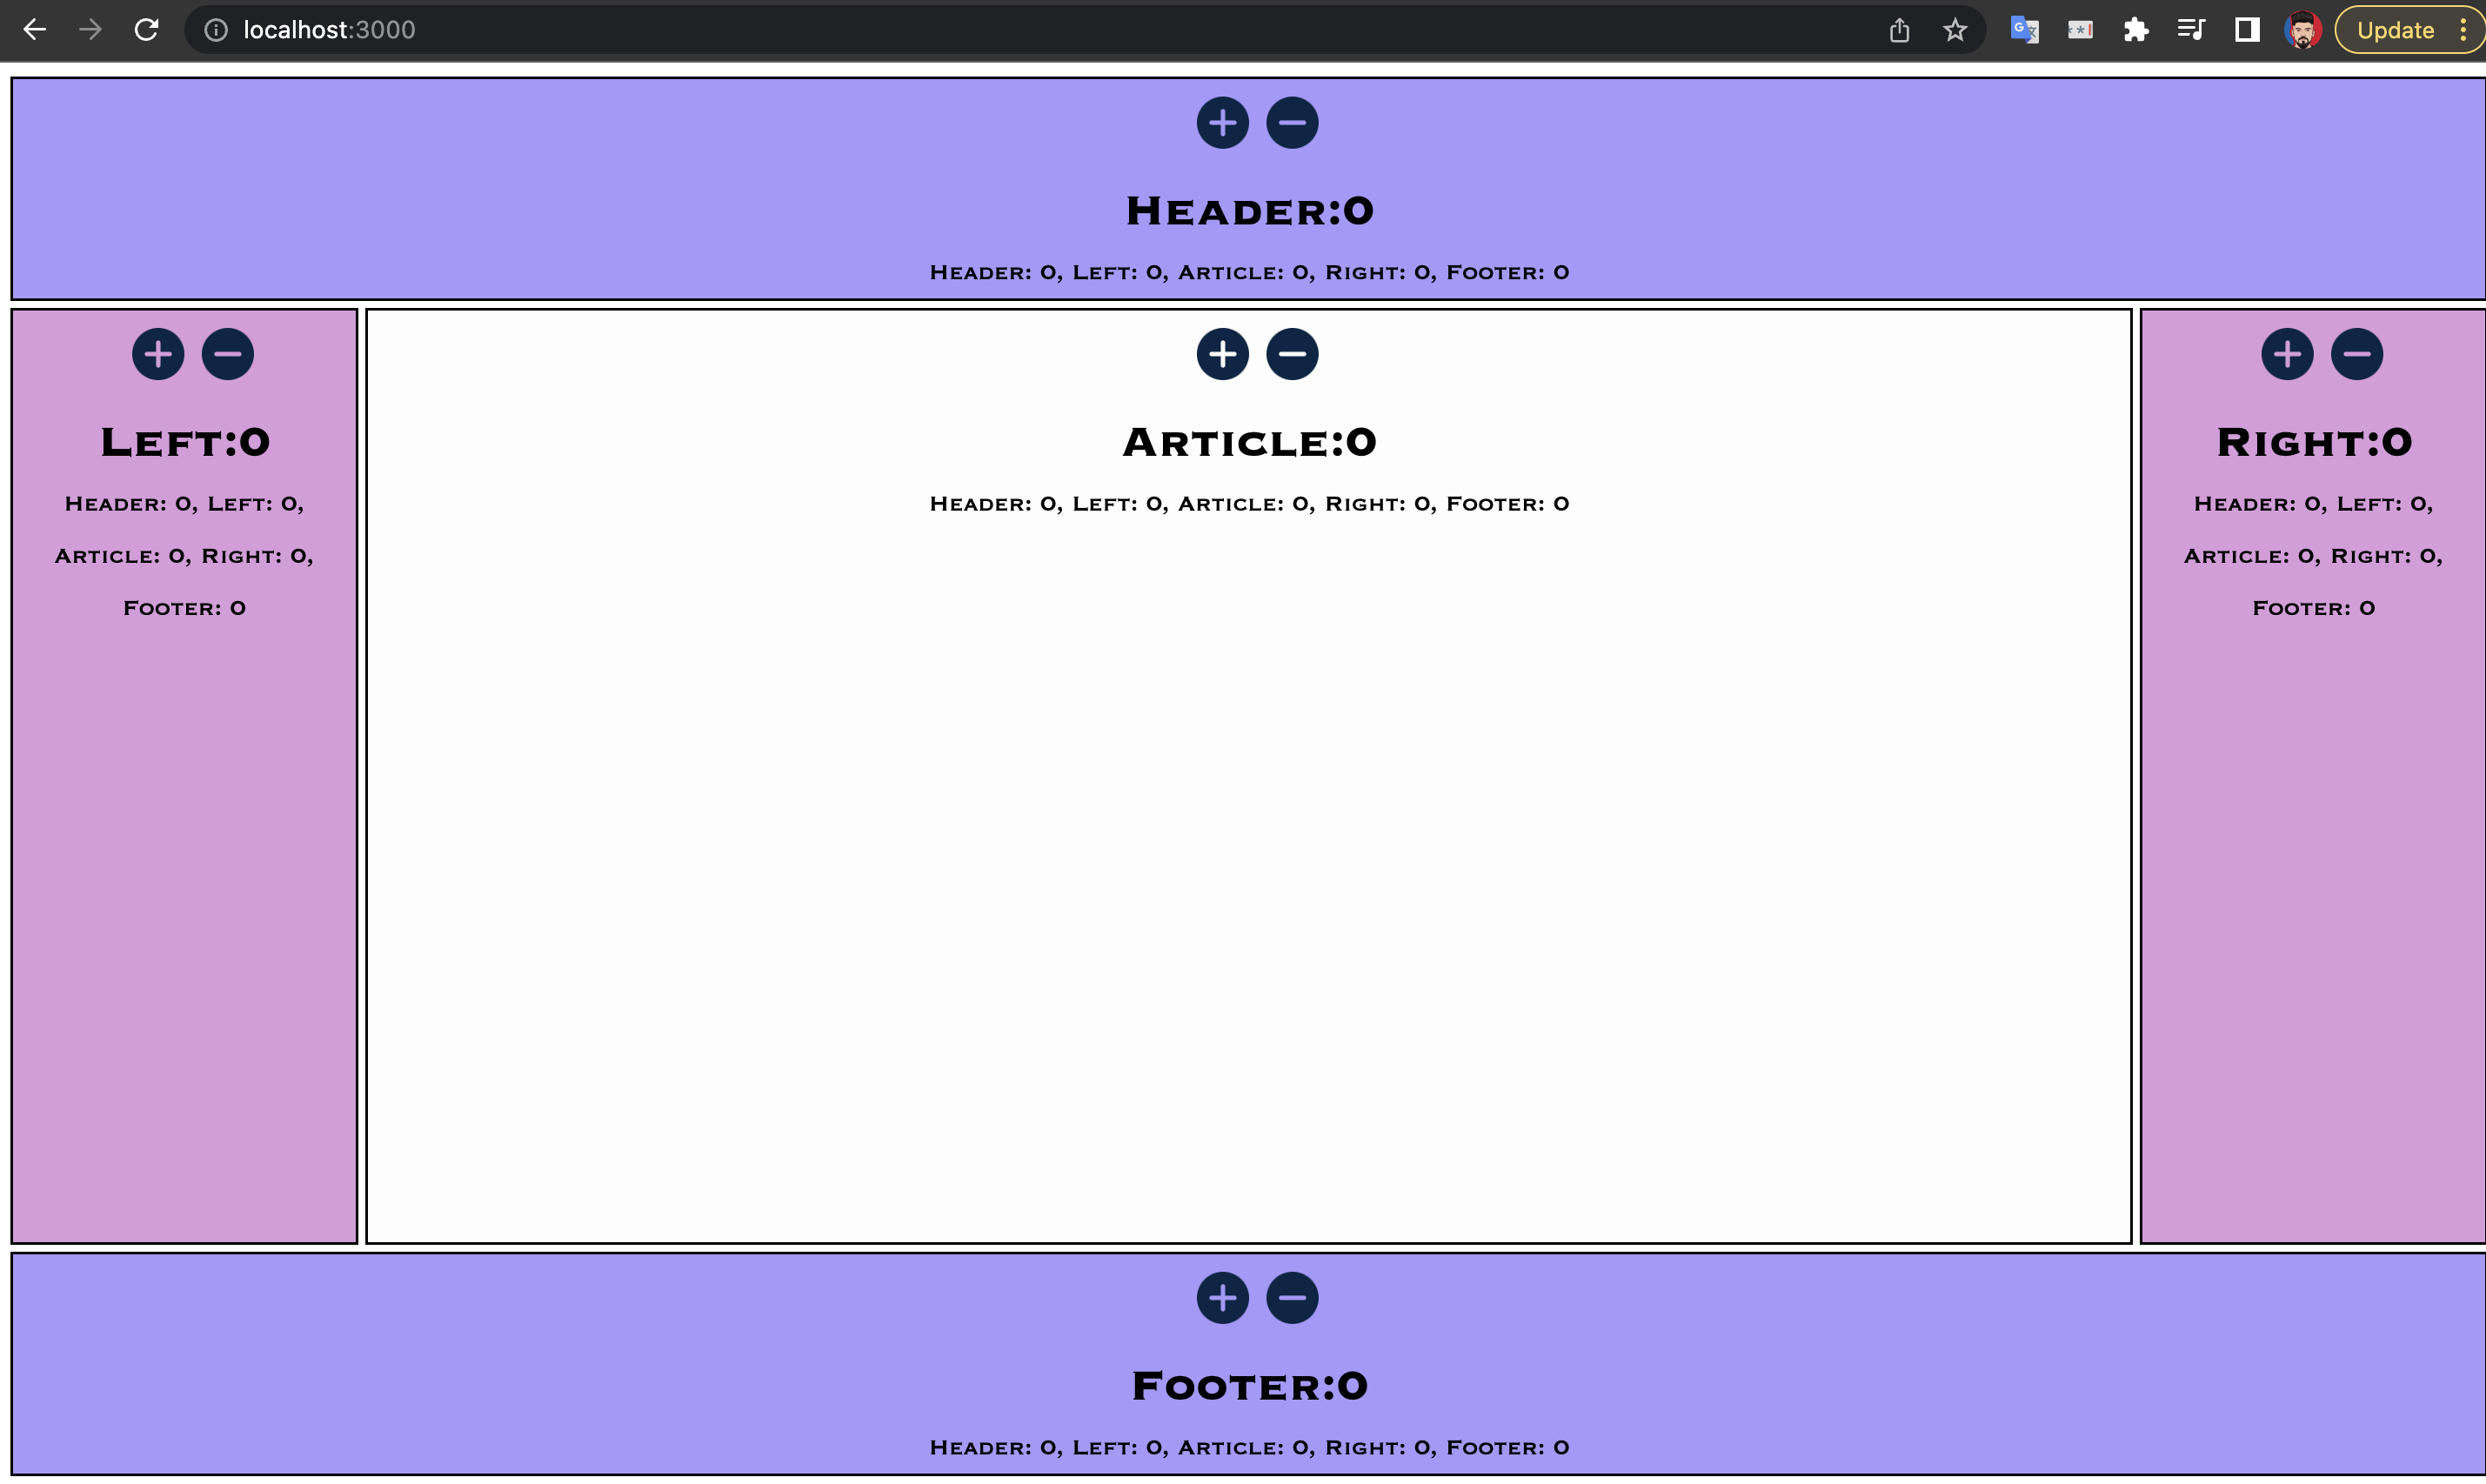 localhost:3000
Update
Header:0
Header: 0, Left: 0, Article: 0, Right: 0, Footer: 0
Left:0
Header: 0, Left: 0,
Article: 0, Right: 0,
Footer: 0
Article:0
Header: 0, Left: 0, Article: 0, Right: 0, Footer: 0
Right:0
Header: 0, Left: 0,
Article: 0, Right: 0,
Footer: 0
Footer:0
Header: 0, Left: 0, Article: 0, Right: 0, Footer: 0